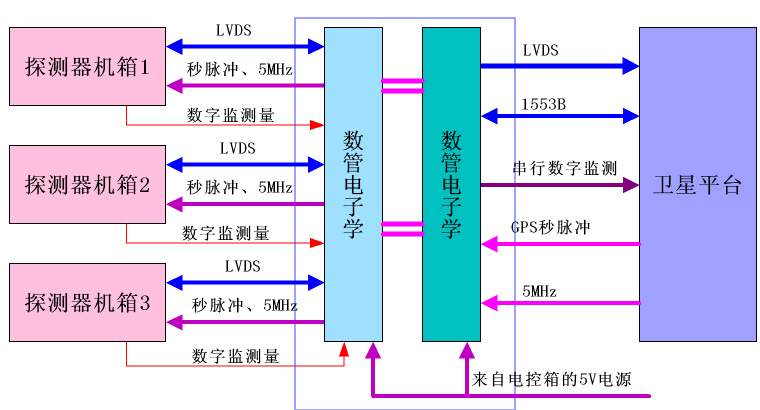 LVDS
探测器机箱1
秒脉冲、5MHz
数字监测量
LVDS
探测器机箱2
秒脉冲、5MHz
数字监测量
LVDS
探测器机箱3
秒脉冲、5MHz
数字监测量
数管电子学
数管电子学
LVDS
1553B
串行数字监测
GPS秒脉冲
5MHz
卫星平台
来自电控箱的5V电源